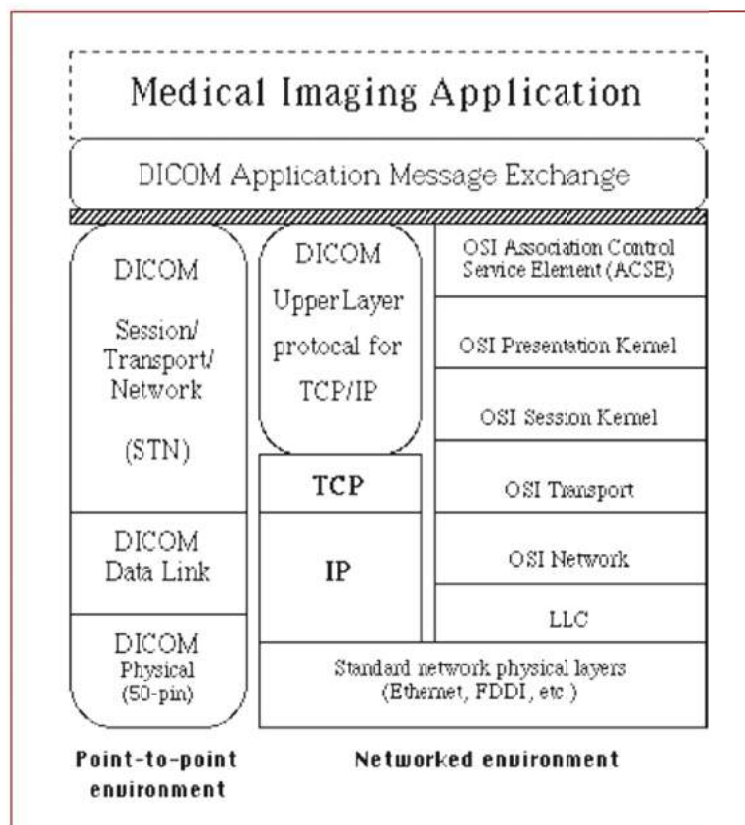 Medical Imaging Application
DICOM Application Message Exchange
DICOM
Session/
Transport/
Network
(STN)
DICOM
Data Link
DICOM
Physical
(50-pin)
DICOM
Upper Layer
protocal for
TCP/IP
TCP
IP
OSI Association Control
Service Element (ACSE)
OSI Presentation Kernel
OSI Session Kernel
OSI Transport
OSI Network
LLC
Standard network physical layers
(Ethernet, FDDI, etc.)
Point-to-point
environment
Networked environment